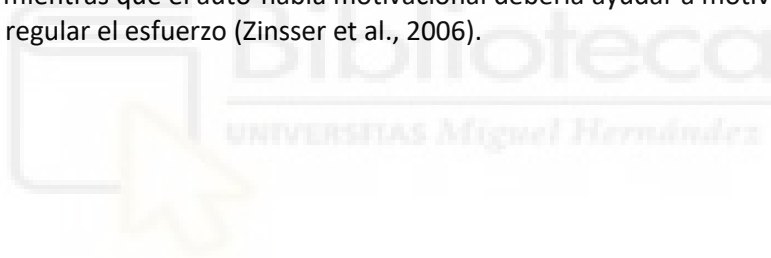 mientras que el auto-habla motivacional debería ayudar a motiv
regular el esfuerzo (Zinsser et al., 2006).
Biblioteca
UNIVERSITAS Miguel Hernández